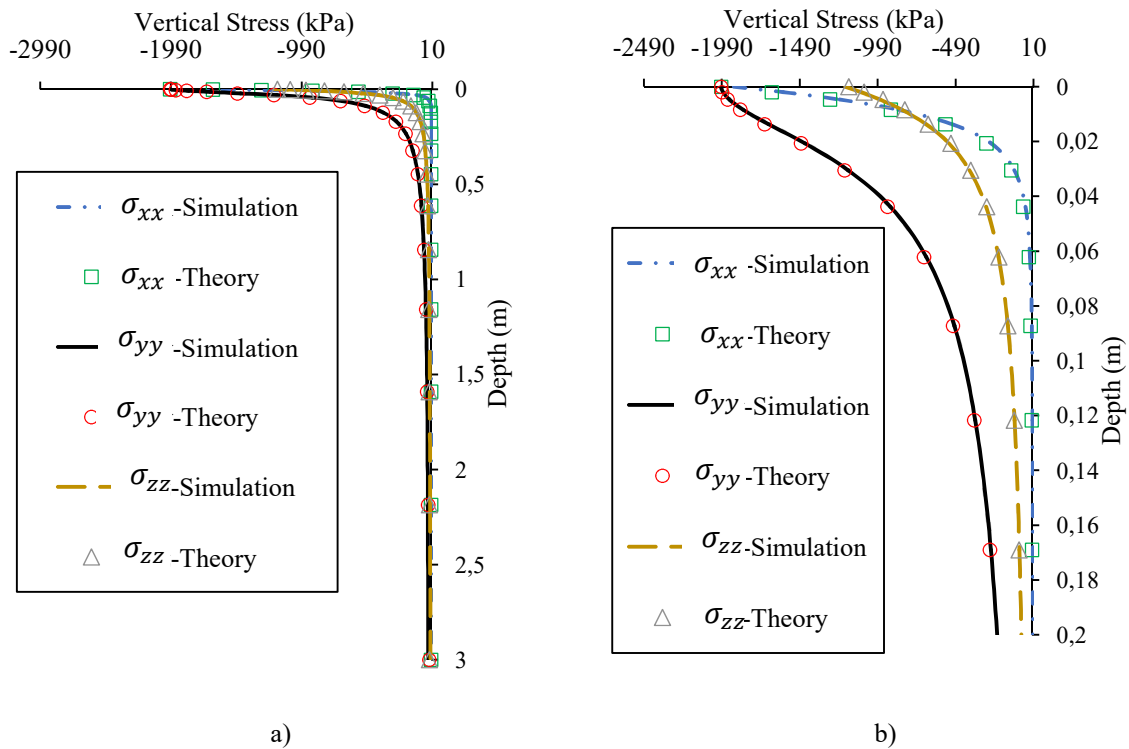 Vertical Stress (kPa)
-2990 -1990 -990 10
0
0,5
1
1,5
2
2,5
3
Depth (m)
σxx -Simulation
σxx -Theory
σyy -Simulation
σyy -Theory
σzz-Simulation
σzz -Theory
a)
Vertical Stress (kPa)
-2490 -1990 -1490 -990 -490 10
0
0,02
0,04
0,06
0,08
0,1
0,12
0,14
0,16
0,18
0,2
Depth (m)
σxx -Simulation
σxx-Theory
σyy-Simulation
σyy-Theory
σzz-Simulation
σzz-Theory
b)